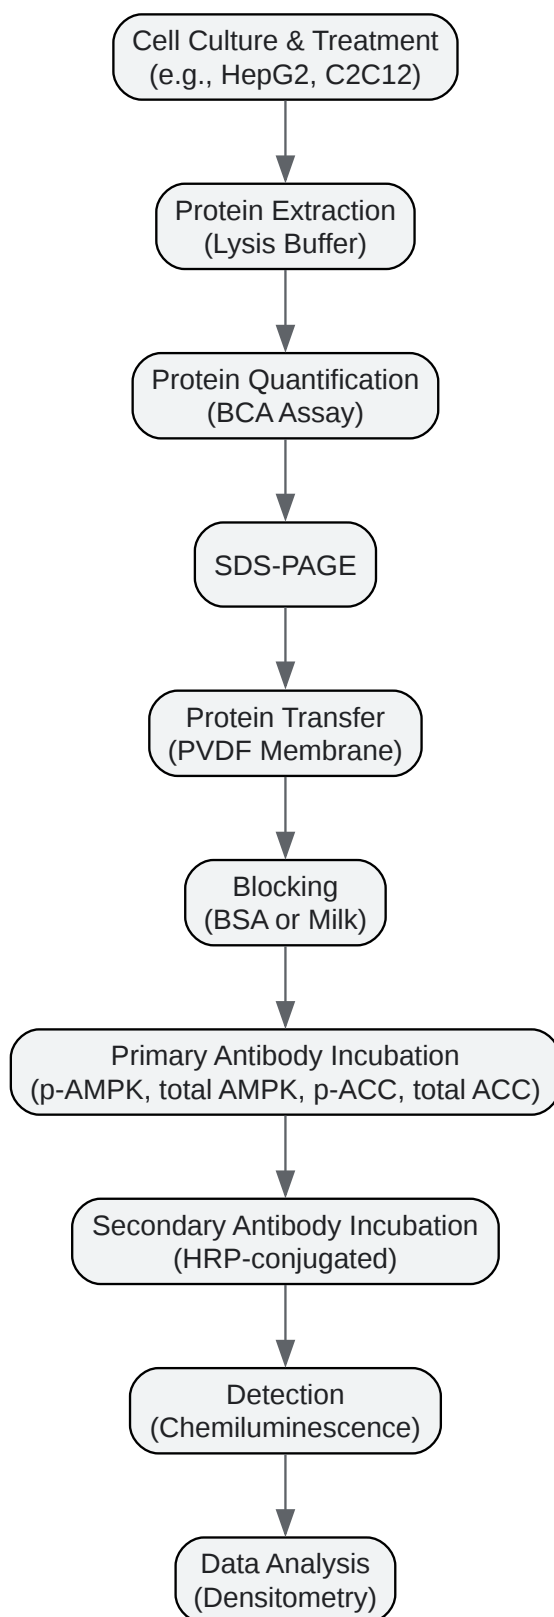 Cell Culture & Treatment
(e.g., HepG2, C2C12)
Protein Extraction
(Lysis Buffer)
Protein Quantification
(BCA Assay)
SDS-PAGE
Protein Transfer
(PVDF Membrane)
Blocking
(BSA or Milk)
Primary Antibody Incubation
(p-AMPK, total AMPK, p-ACC, total ACC)
Secondary Antibody Incubation
(HRP-conjugated)
Detection
(Chemiluminescence)
Data Analysis
(Densitometry)